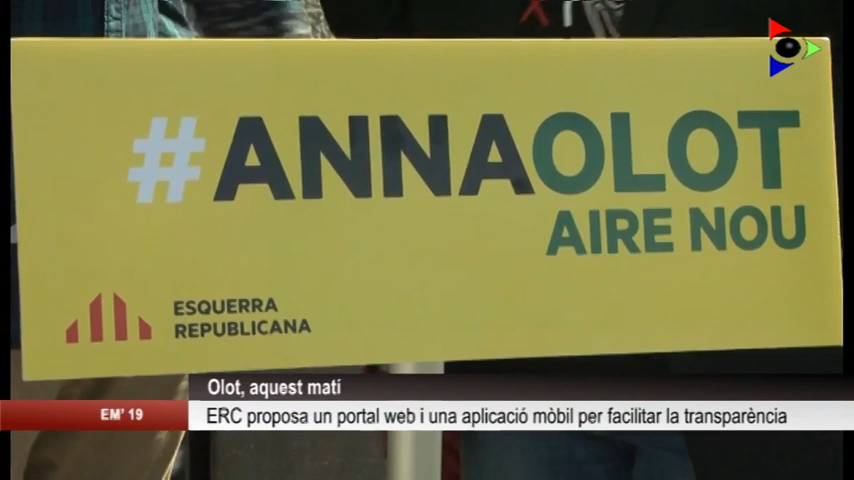 #ANNAOLOT
AIRE NOU
ESQUERRA
REPUBLICANA
Olot, aquest matí
EM' 19
ERC proposa un portal web i una aplicació mòbil per facilitar la transparència